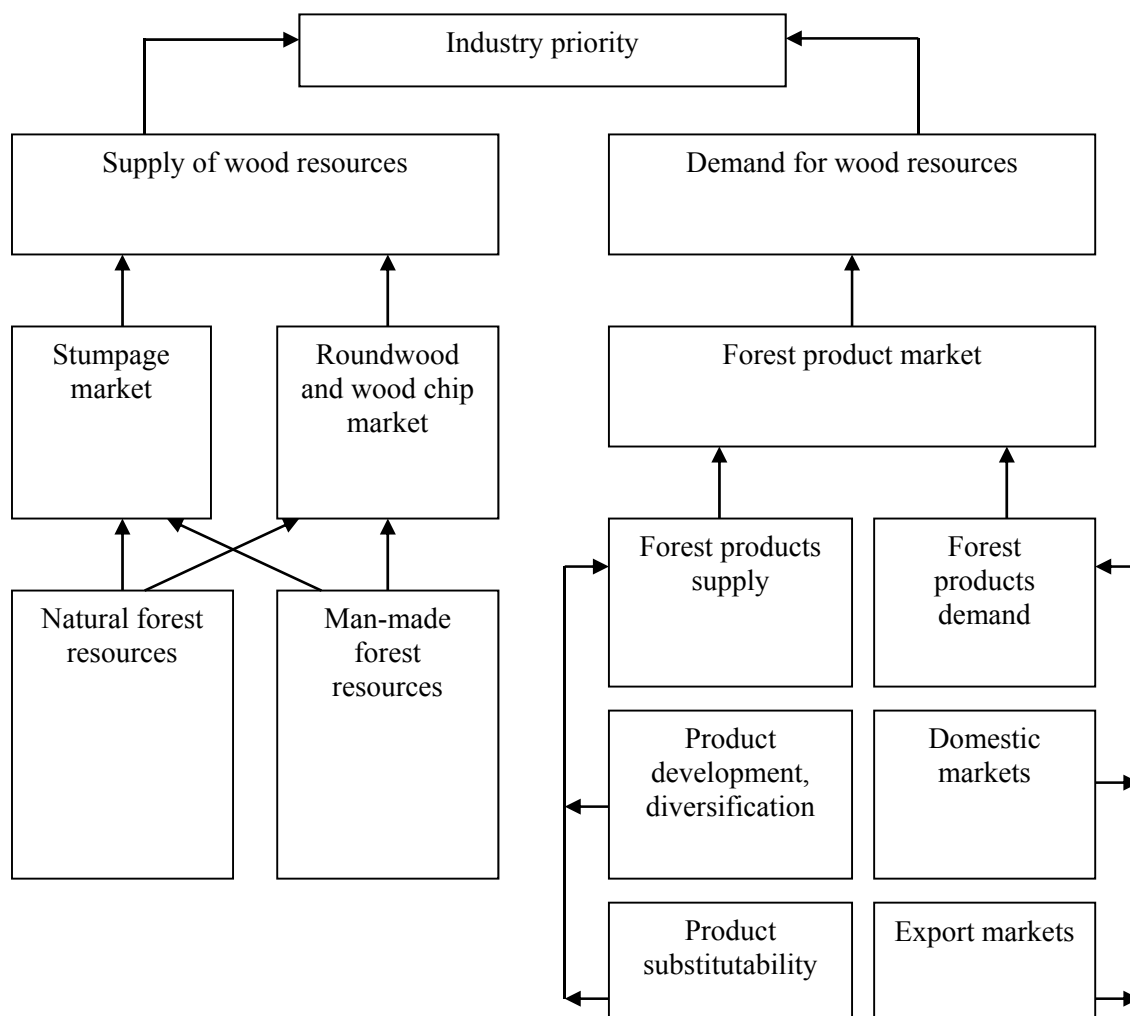 Industry priority
Supply of wood resources
Demand for wood resources
Stumpage
market
Roundwood
and wood chip
market
Forest product market
Natural forest
resources
Man-made
forest
resources
Forest products
supply
Forest
products
demand
Product
development,
diversification
Domestic
markets
Product
substitutability
Export markets